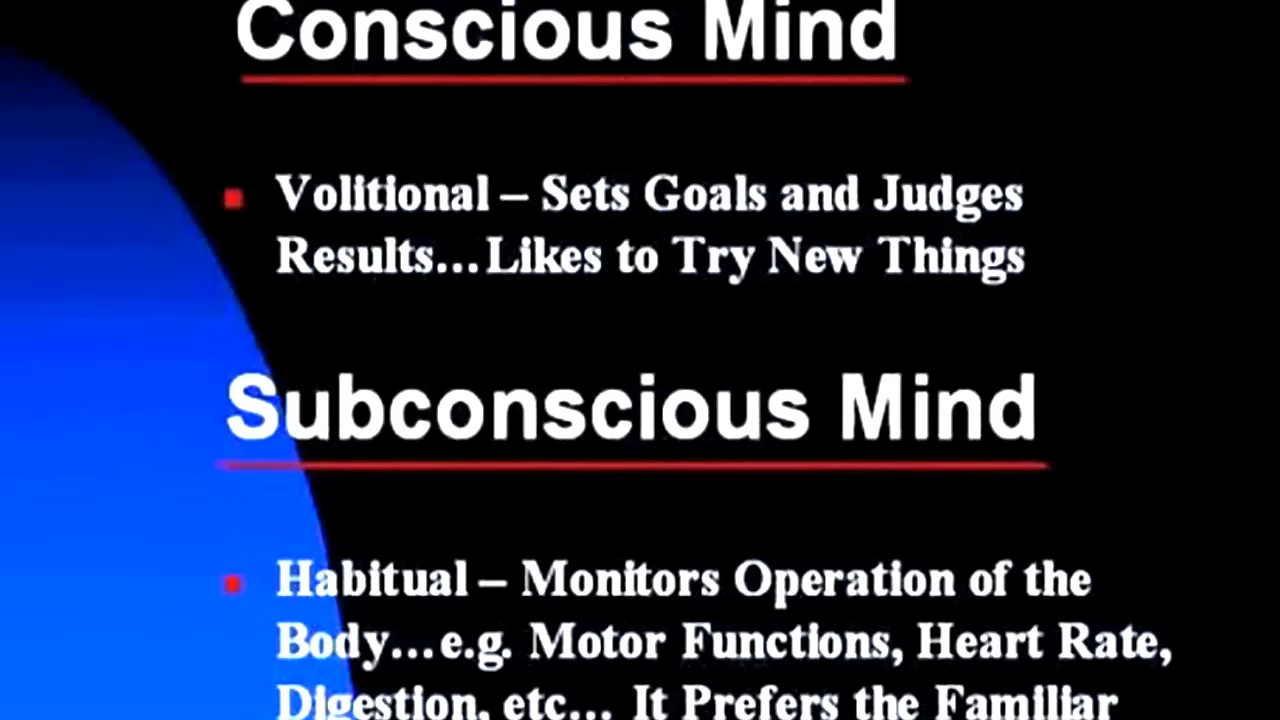 Conscious Mind
Volitional – Sets Goals and Judges
Results...Likes to Try New Things
Subconscious Mind
Habitual – Monitors Operation of the
Body...e.g. Motor Functions, Heart Rate,
Digestion, etc... It Prefers the Familiar